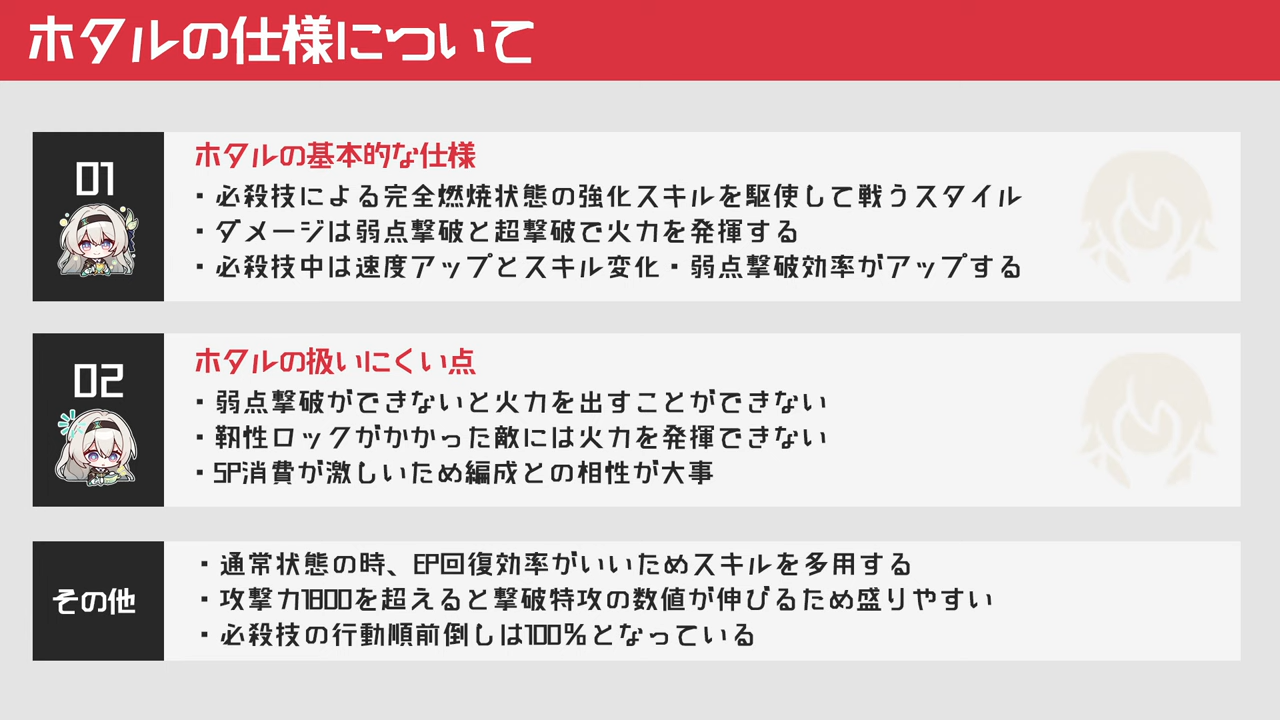 ホタルの仕様について
01
ホタルの基本的な仕様
・必殺技による完全燃焼状態の強化スキルを駆使して戦うスタイル
・ダメージは弱点撃破と超撃破で火力を発揮する
・必殺技中は速度アップとスキル変化・弱点撃破効率がアップする
02
ホタルの扱いにくい点
・弱点撃破ができないと火力を出すことができない
・靭性ロックがかかった敵には火力を発揮できない
・SP消費が激しいため編成との相性が大事
その他
・通常状態の時、EP回復効率がいいためスキルを多用する
・攻撃力1800を超えると撃破特攻の数値が伸びるため盛りやすい
・必殺技の行動順前倒しは100%となっている